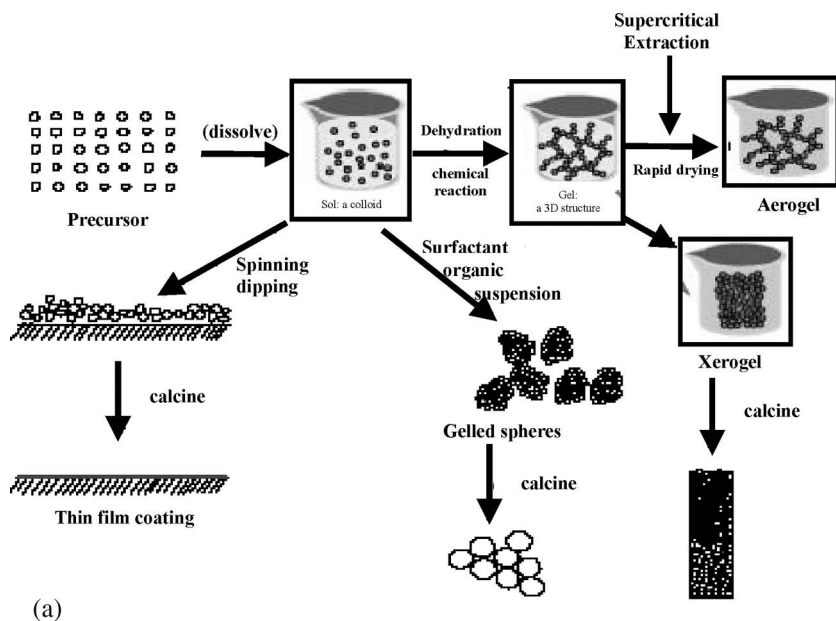 Supercritical
Extraction
(dissolve)
Dehydration
chemical
reaction
Rapid drying
Precursor
Sol: a colloid
Gel:
a 3D structure
Aerogel
Spinning
dipping
Surfactant
organic
suspension
Xerogel
calcine
Gelled spheres
calcine
calcine
Thin film coating
(a)